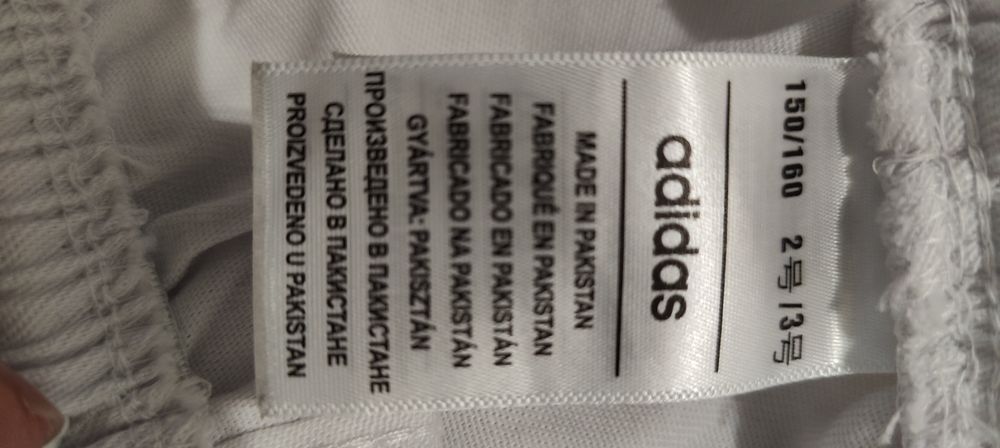 150/160 2号/3号
adidas
MADE IN PAKISTAN
FABRIQUÉ EN PAKISTAN
FABRICADO EN PAKISTÁN
FABRICADO NA PAKISTÁN
GYÁRTVA: PAKISZTÁN
ПРОИЗВЕДЕНО В ПАКИСТАНЕ
СДЕЛАНО В ПАКИСТАНЕ
PROIZVEDENO U PAKISTAN